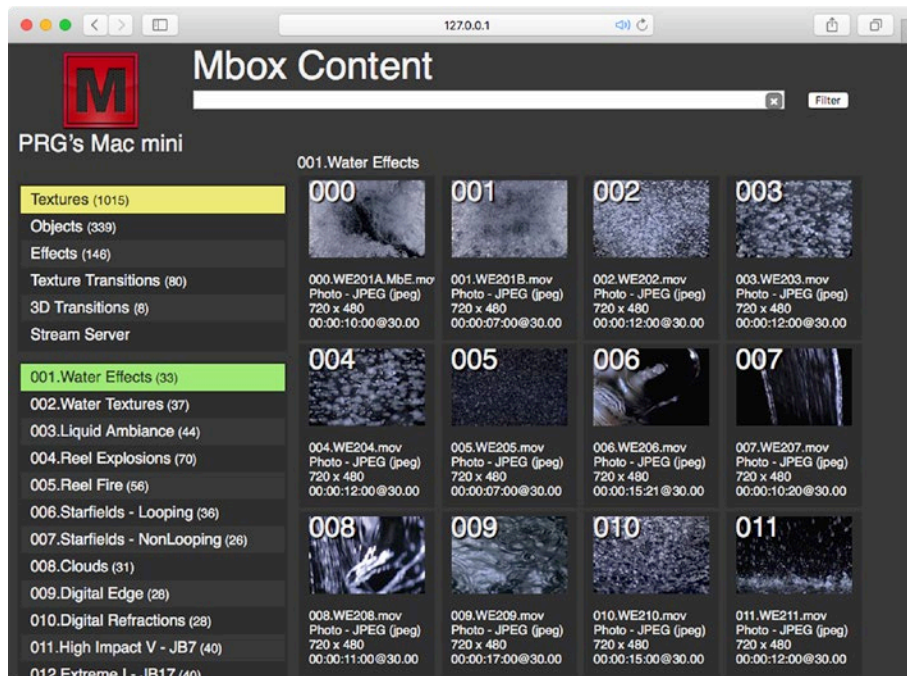 127.0.0.1
M
Mbox Content
Filter
PRG's Mac mini
Textures (1015)
Objects (339)
Effects (146)
Texture Transitions (80)
3D Transitions (8)
Stream Server
001.Water Effects (33)
002.Water Textures (37)
003.Liquid Ambiance (44)
004.Reel Explosions (70)
005.Reel Fire (56)
006.Starfields - Looping (36)
007.Starfields - NonLooping (26)
008.Clouds (31)
009.Digital Edge (28)
010.Digital Refractions (28)
011.High Impact V - JB7 (40)
012.Extreme I - JB17 (40)
001.Water Effects
000
000.WE201A.MbE.mov
Photo - JPEG (jpeg)
720 x 480
00:00:10:00@30.00
001
001.WE201B.mov
Photo - JPEG (jpeg)
720 x 480
00:00:07:00@30.00
002
002.WE202.mov
Photo - JPEG (jpeg)
720 x 480
00:00:12:00@30.00
003
003.WE203.mov
Photo - JPEG (jpeg)
720 x 480
00:00:12:00@30.00
004
004.WE204.mov
Photo - JPEG (jpeg)
720 x 480
00:00:12:00@30.00
005
005.WE205.mov
Photo - JPEG (jpeg)
720 x 480
00:00:07:00@30.00
006
006.WE206.mov
Photo - JPEG (jpeg)
720 x 480
00:00:15:21@30.00
007
007.WE207.mov
Photo - JPEG (jpeg)
720 x 480
00:00:10:20@30.00
008
008.WE208.mov
Photo - JPEG (jpeg)
720 x 480
00:00:11:00@30.00
009
009.WE209.mov
Photo - JPEG (jpeg)
720 x 480
00:00:17:00@30.00
010
010.WE210.mov
Photo - JPEG (jpeg)
720 x 480
00:00:15:00@30.00
011
011.WE211.mov
Photo - JPEG (jpeg)
720 x 480
00:00:12:00@30.00